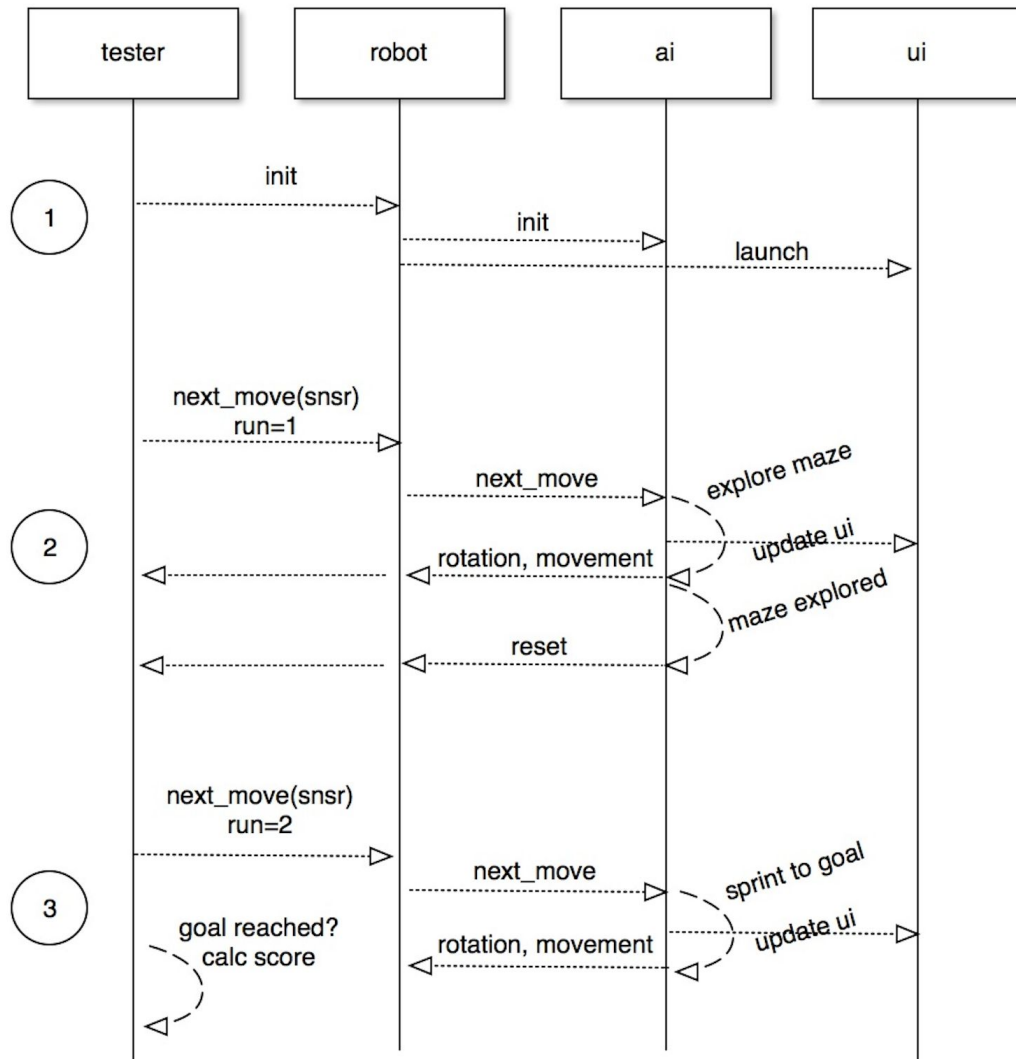 tester
robot
ai
ui
init
1
init
launch
next_move(snsr)
run=1
next_move
explore maze
2
update ui
rotation, movement
maze explored
reset
next_move(snsr)
run=2
next_move
sprint to goal
3
goal reached?
calc score
rotation, movement
update ui